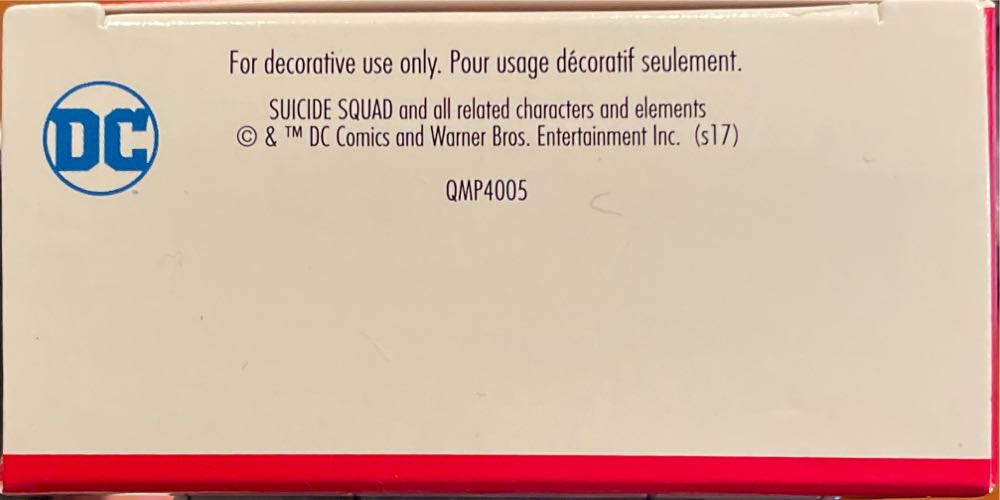 DC
For decorative use only. Pour usage décoratif seulement.
SUICIDE SQUAD and all related characters and elements
© & ™ DC Comics and Warner Bros. Entertainment Inc. (s17)
QMP4005